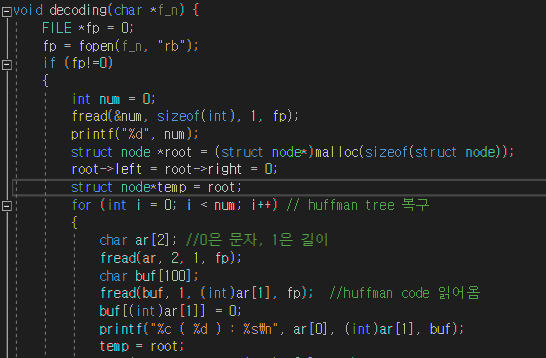 void decoding(char *f_n) {
FILE *fp = 0;
fp = fopen(f_n, "rb");
if (fp!=0)
{
int num = 0;
fread(&num, sizeof(int), 1, fp);
printf("%d", num);
struct node *root = (struct node*)malloc(sizeof(struct node));
root->left = root->right = 0;
struct node*temp = root;
for (int i = 0; i < num; i++) // huffman tree 복구
{
char ar[2]; //0은 문자, 1은 길이
fread(ar, 2, 1, fp);
char buf[100];
fread(buf, 1, (int)ar[1], fp); //huffman code 읽어옴
buf[(int)ar[1]] = 0;
printf("%c ( %d ) : %s₩n", ar[0], (int)ar[1], buf);
temp = root;